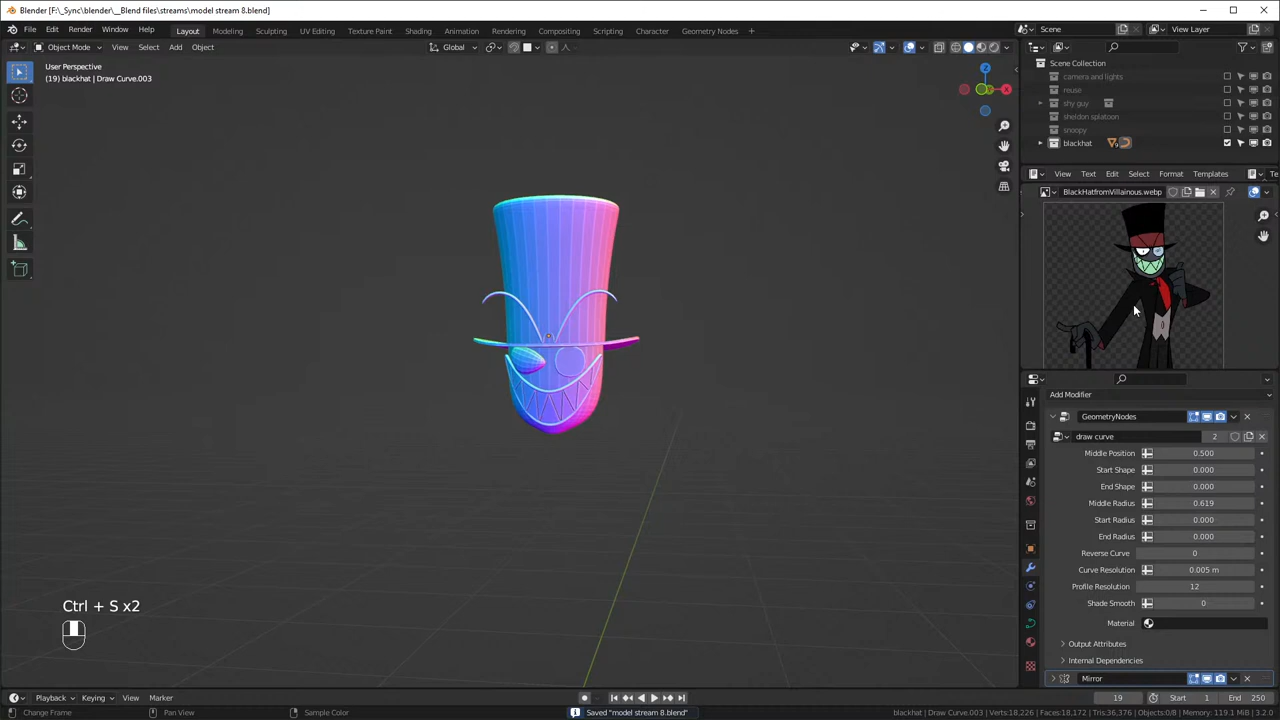 Blender [F:\_Sync\blender\__Blend files\streams\model stream 8.blend]
File Edit Render Window Help Layout Modeling Sculpting UV Editing Texture Paint Shading Animation Rendering Compositing Scripting Character Geometry Nodes + Scene View Layer
Object Mode View Select Add Object Global
User Perspective
(19) blackhat | Draw Curve.003
Z
X
Scene Collection
camera and lights
muse
shy guy
sheldon splatoon
snoopy
blackhat
View Text Edit Select Format Templates Te
BlackHatfromVillainous.webp
Add Modifier
GeometryNodes
draw curve 2
Middle Position 0.500
Start Shape 0.000
End Shape 0.000
Middle Radius 0.619
Start Radius 0.000
End Radius 0.000
Reverse Curve 0
Curve Resolution 0.005 m
Profile Resolution 12
Shade Smooth 0
Material
Output Attributes
Internal Dependencies
Mirror
Ctrl + S x2
Playback Keying View Marker 19 Start 1 End 250
Change Frame Pan View Sample Color Saved "model stream 8.blend" blackhat | Draw Curve.003 | Verts:18,226 | Faces:18,172 | Tris:36,376 | Objects:0/8 | Memory: 119.1 MiB | 3.2.0